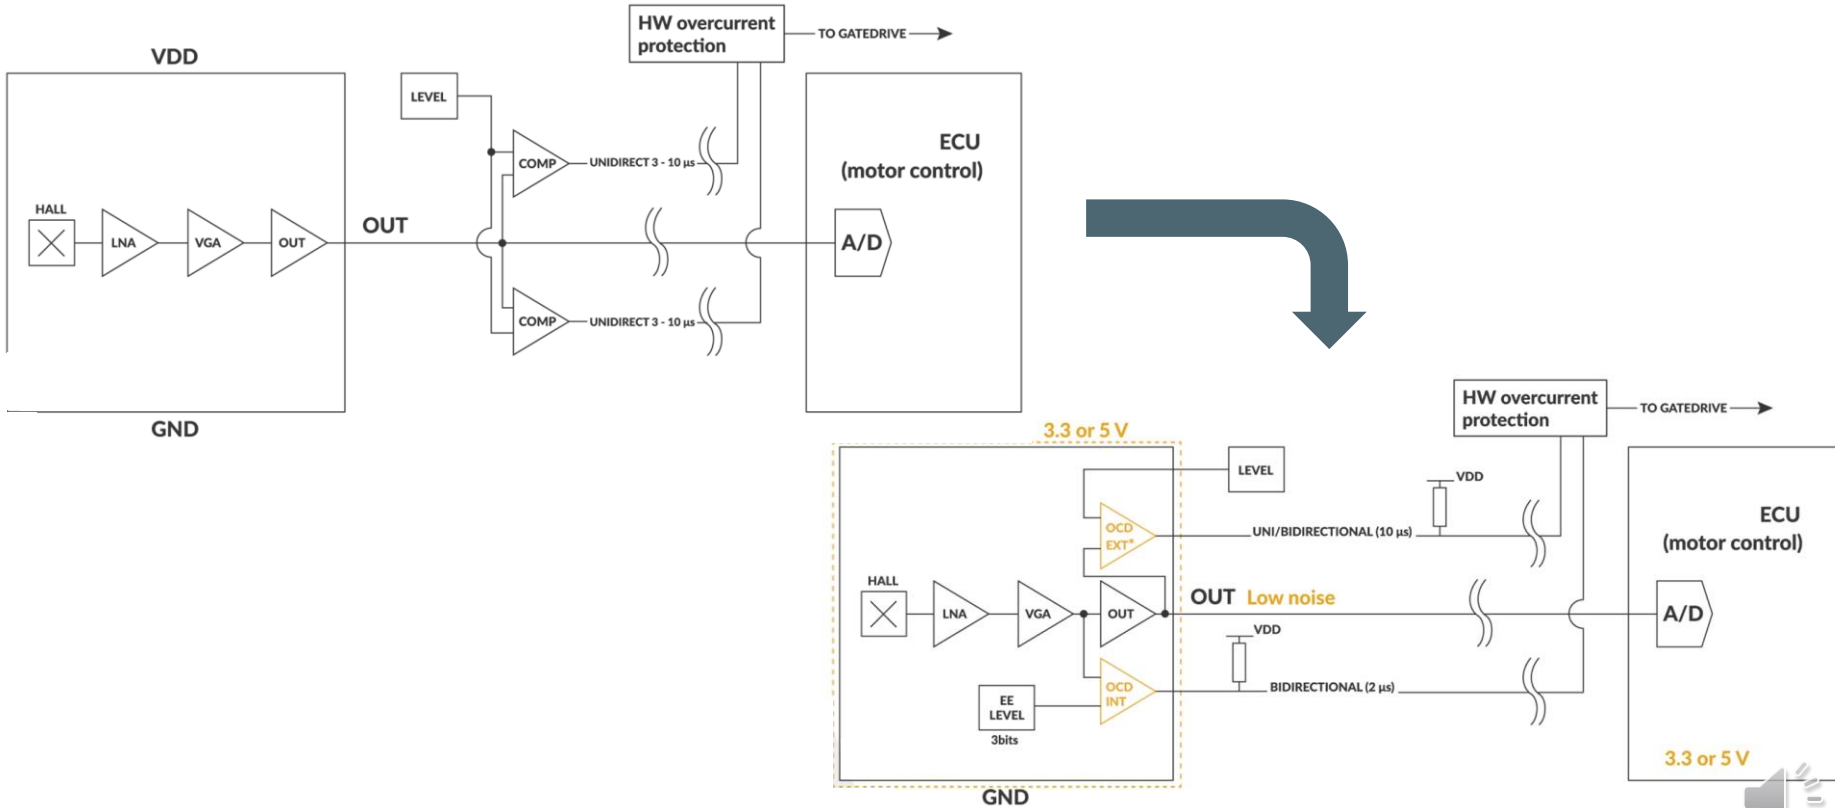 VDD
HALL
LNA
VGA
OUT
OUT
GND
LEVEL
COMP
UNIDIRECT 3 - 10 µs
COMP
UNIDIRECT 3 - 10 µs
HW overcurrent
protection
TO GATEDRIVE
ECU
(motor control)
A/D
3.3 or 5 V
LEVEL
OCD
EXT*
UNI/BIDIRECTIONAL (10 µs)
VDD
HALL
LNA
VGA
OUT
OUT Low noise
VDD
EE
LEVEL
3bits
OCD
INT
BIDIRECTIONAL (2 µs)
GND
HW overcurrent
protection
TO GATEDRIVE
ECU
(motor control)
A/D
3.3 or 5 V